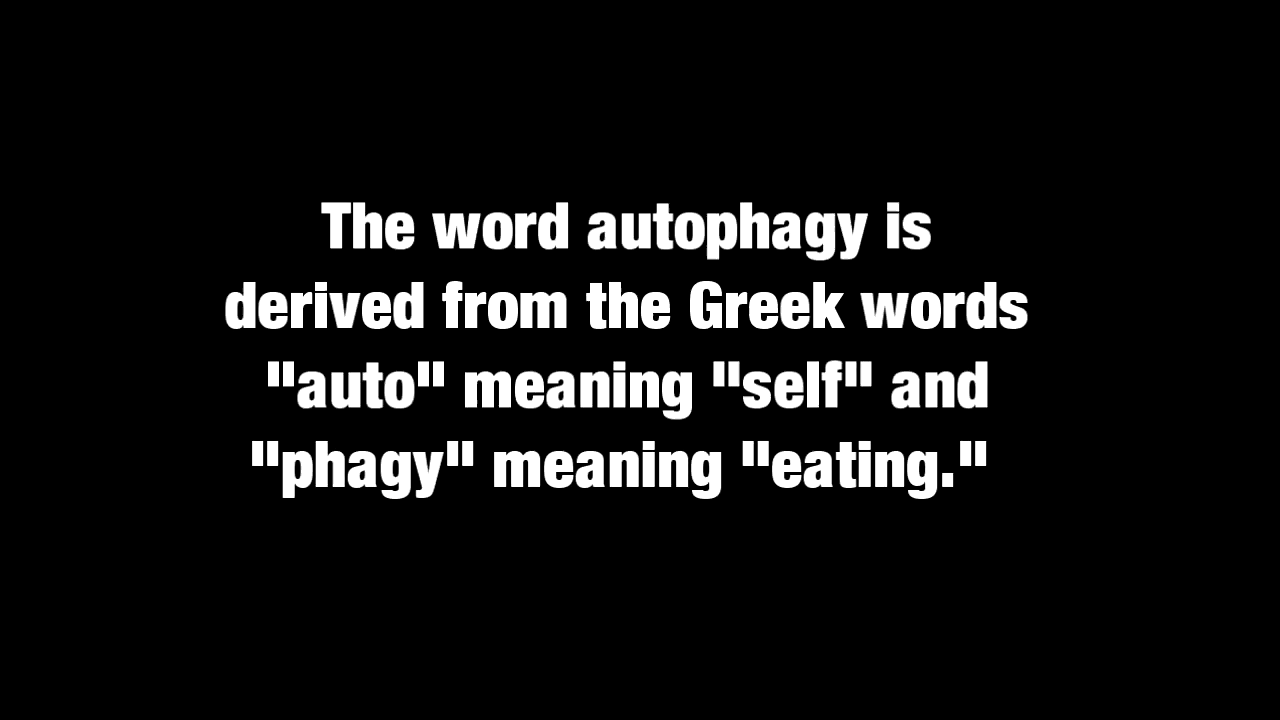 The word autophagy is
derived from the Greek words
"auto" meaning "self" and
"phagy" meaning "eating."